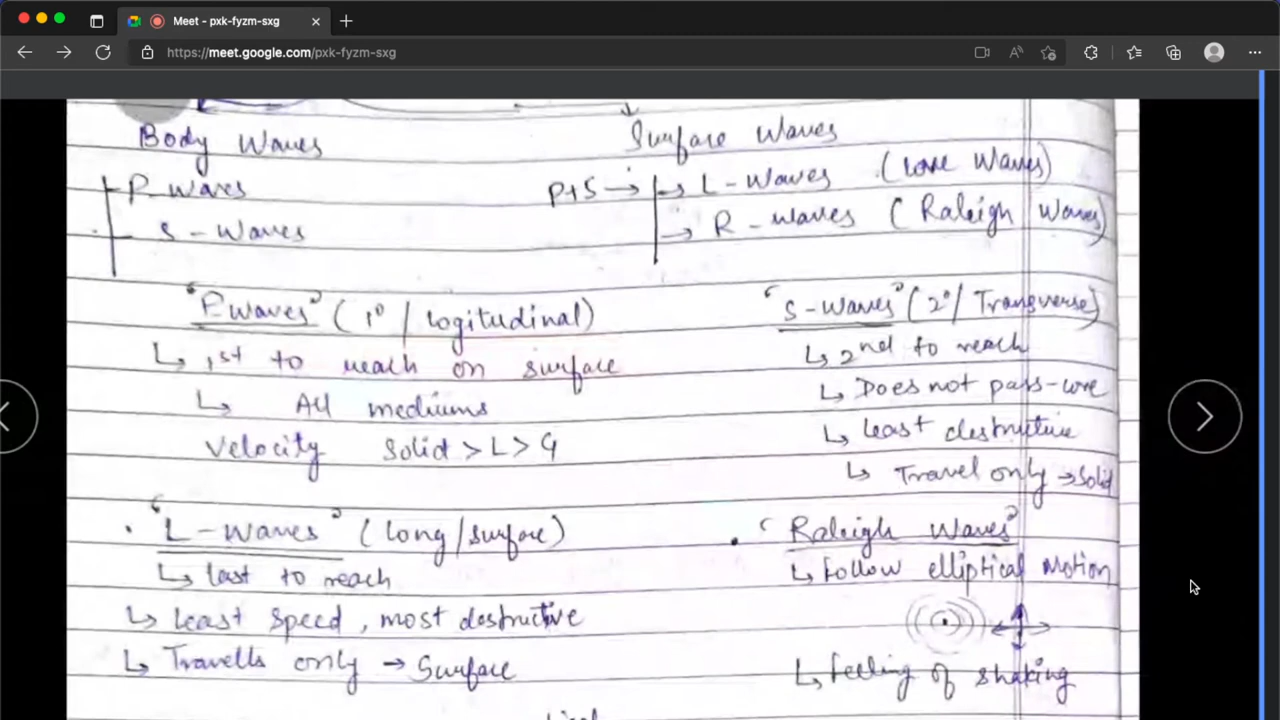 Meet - pxk-fyzm-sxg
https://meet.google.com/pxk-fyzm-sxg
Body Waves
Surface Waves
P waves
P+S → L - Waves (Love Waves)
S - Waves
→ R - waves (Raleigh Waves)
"P waves" (1° / logitudinal)
↳ 1st to reach on surface
↳ All mediums
Velocity Solid > L > G
"S - waves" (2° / Transverse)
↳ 2nd to reach
↳ Does not pass - core
↳ Least destructive
↳ Travel only → Solid
• "L - waves" (Long/surface)
↳ last to reach
↳ Least speed, most destructive
↳ Travells only → Surface
• "Raleigh Waves"
↳ Follow elliptical Motion
↳ feeling of shaking